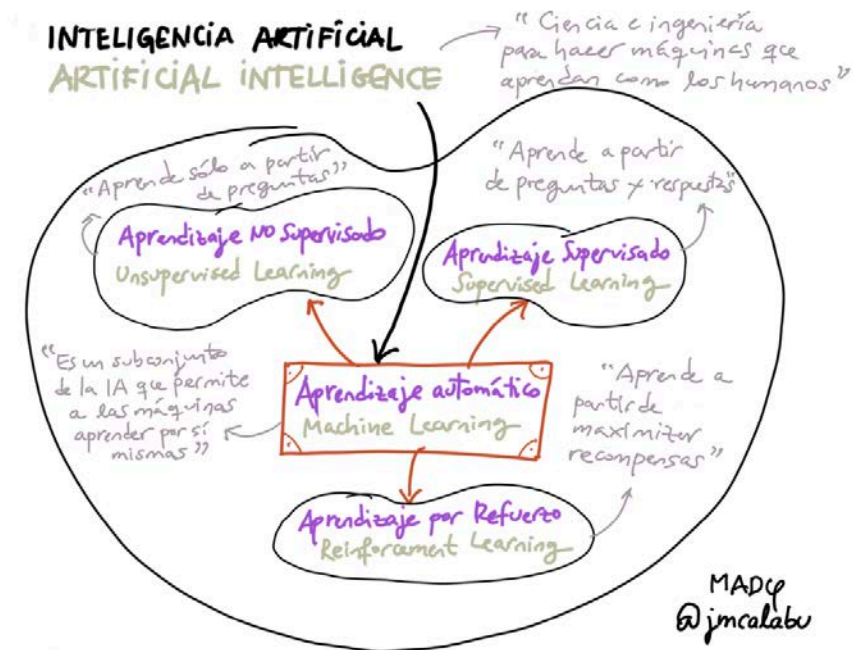 INTELIGENCIA ARTIFICIAL
ARTIFICIAL INTELLIGENCE
"Ciencia e ingeniería
para hacer máquinas que
aprendan como los humanos"
"Aprende sólo a partir
de preguntas"
Aprendizaje NO Supervisado
Unsupervised Learning
"Aprende a partir
de preguntas y respuestas"
Aprendizaje Supervisado
Supervised Learning
"Es un subconjunto
de la IA que permite
a las máquinas
aprender por sí
mismas"
Aprendizaje automático
Machine Learning
"Aprende a
partir de
maximizar
recompensas"
Aprendizaje por Refuerzo
Reinforcement Learning
@jmcalabu